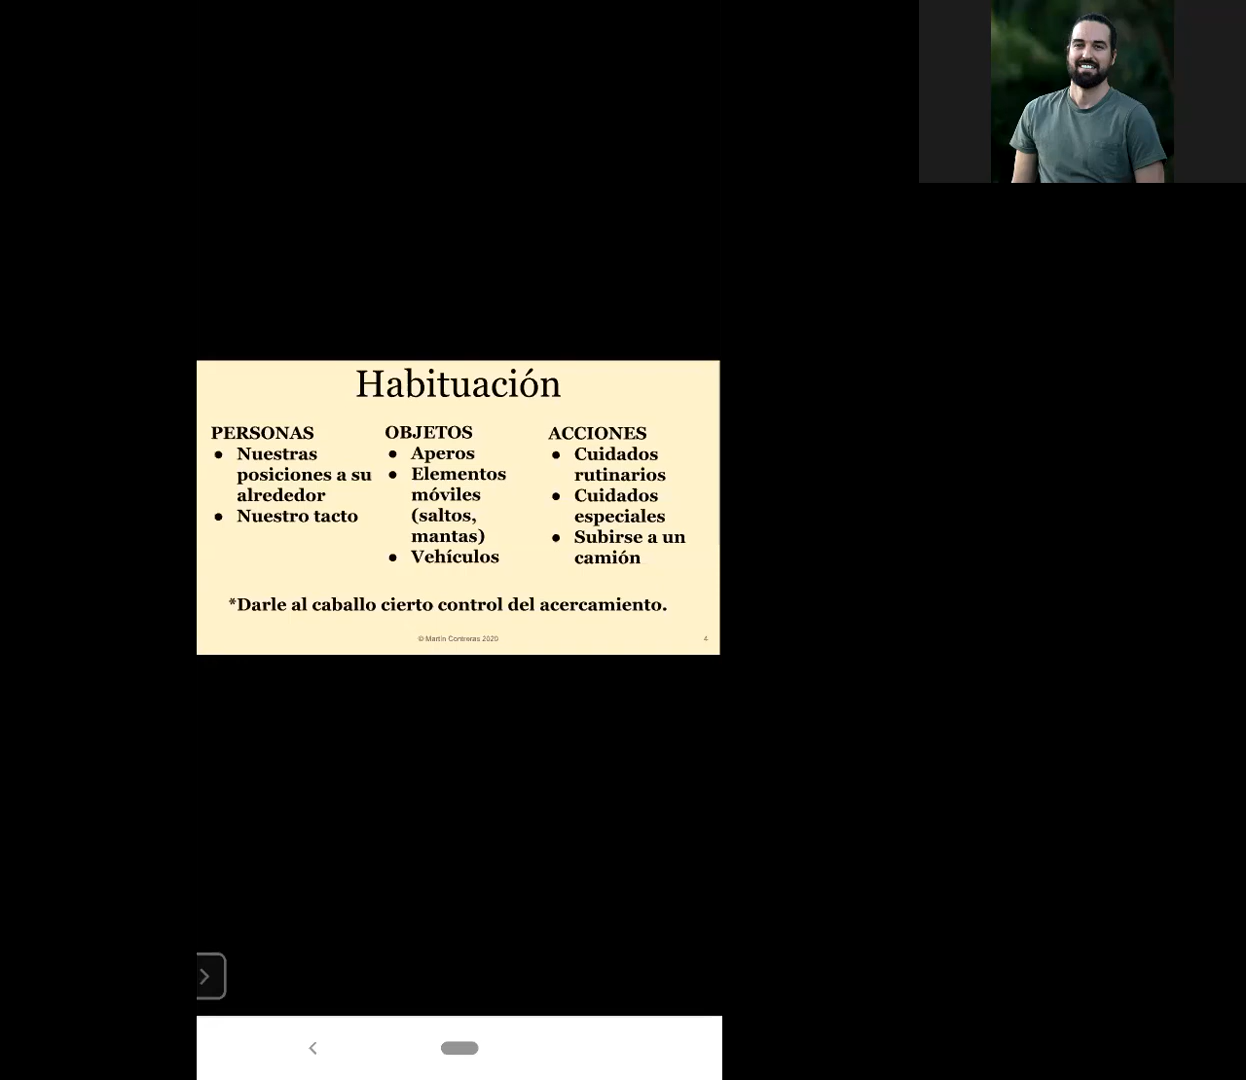 Habituación
PERSONAS
● Nuestras
posiciones a su
alrededor
● Nuestro tacto
OBJETOS
● Aperos
● Elementos
móviles
(saltos,
mantas)
● Vehículos
ACCIONES
● Cuidados
rutinarios
● Cuidados
especiales
● Subirse a un
camión
*Darle al caballo cierto control del acercamiento.
© Martín Contreras 2020
4